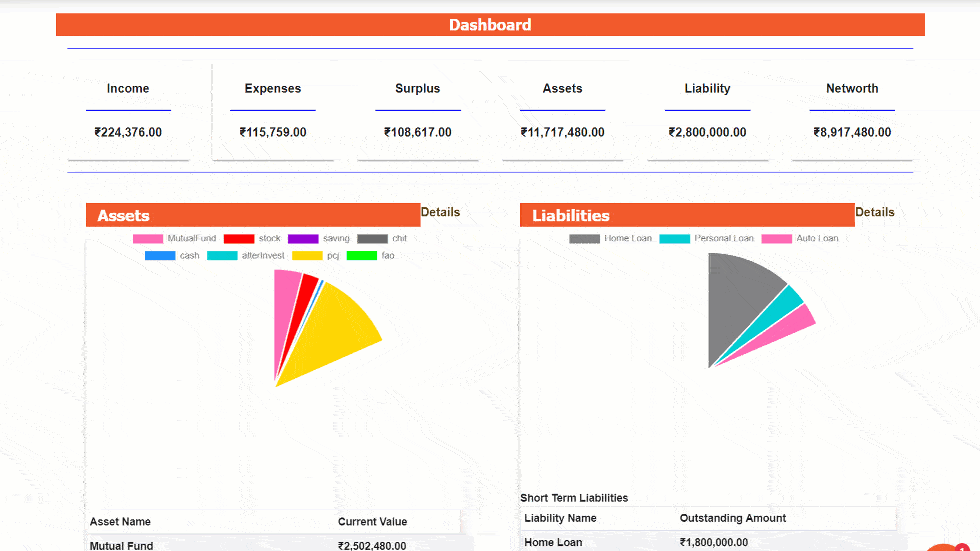 Dashboard
Income Expenses Surplus Assets Liability Networth
₹224,376.00 ₹115,759.00 ₹108,617.00 ₹11,717,480.00 ₹2,800,000.00 ₹8,917,480.00
Assets Details
MutualFund stock saving chit
cash alterInvest pcj fao
Asset Name Current Value
Mutual Fund ₹2,502,480.00
Liabilities Details
Home Loan Personal Loan Auto Loan
Short Term Liabilities
Liability Name Outstanding Amount
Home Loan ₹1,800,000.00